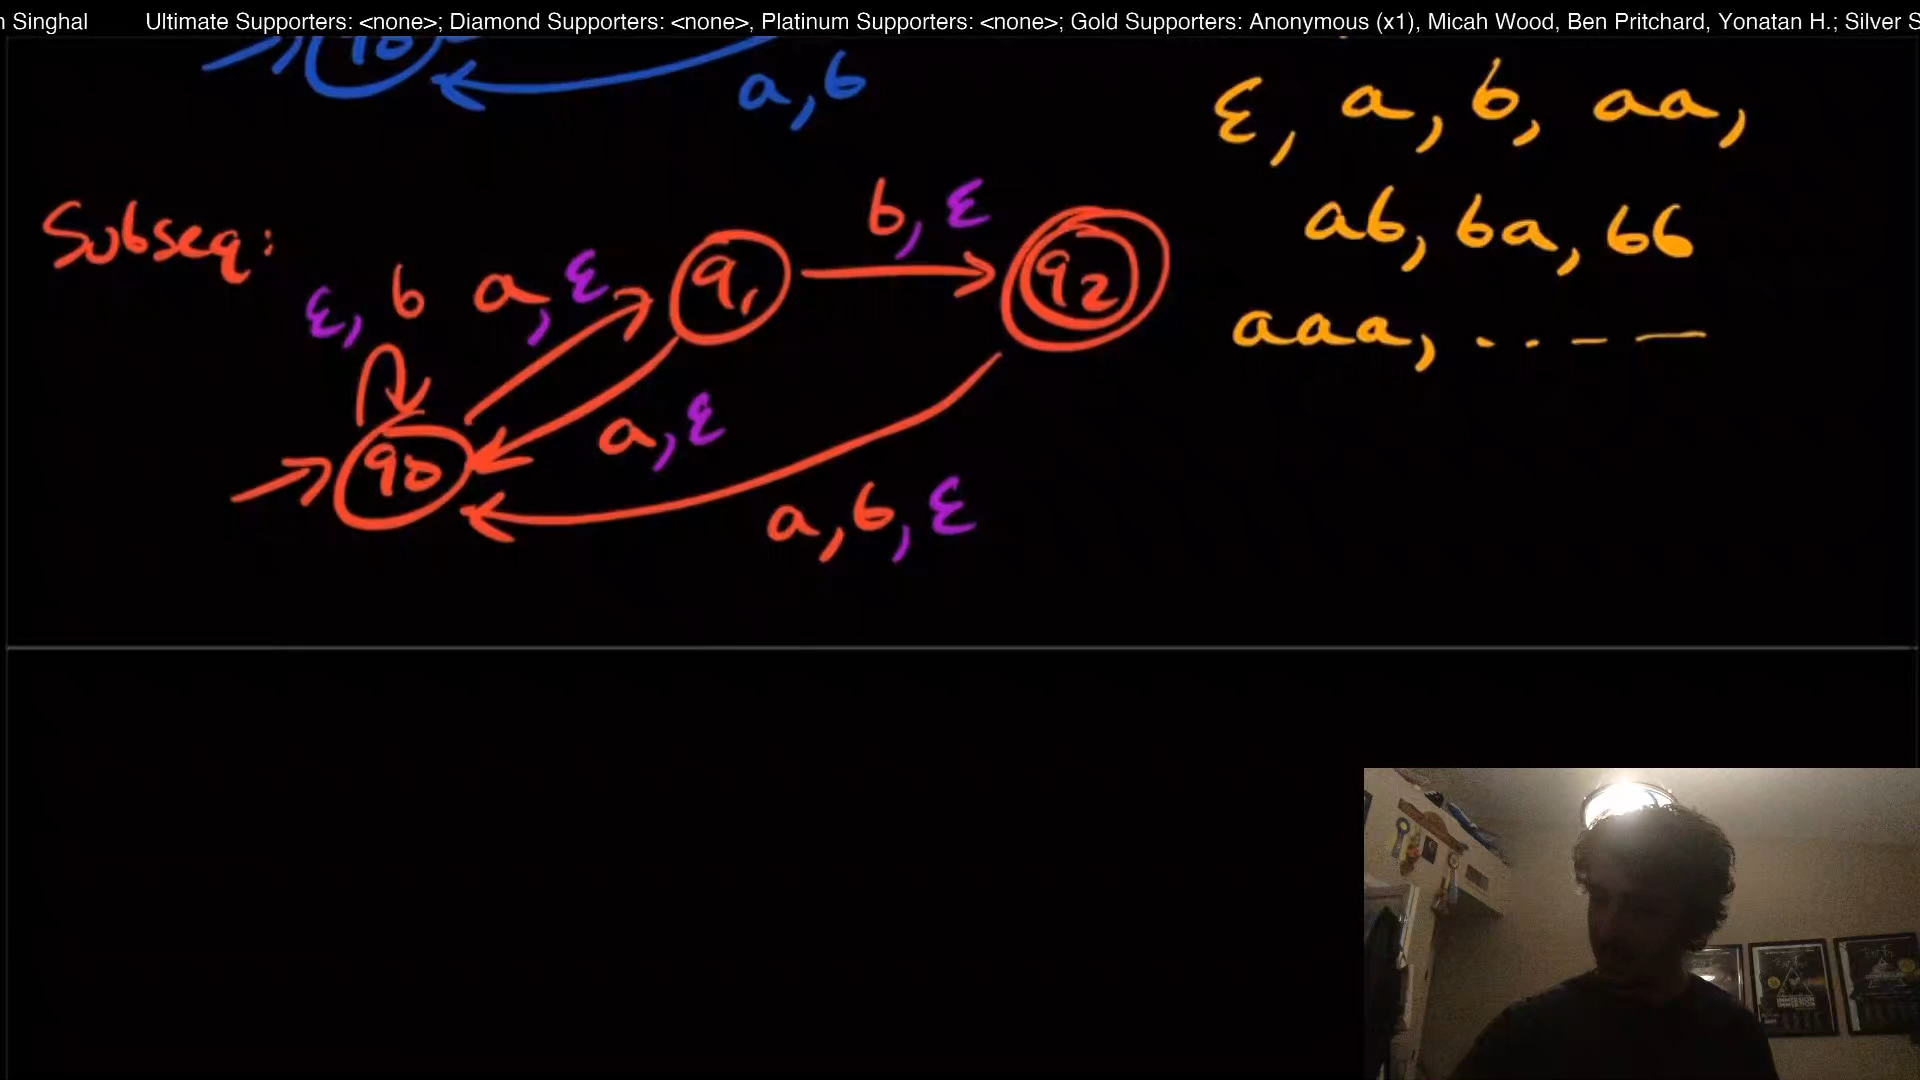 n Singhal Ultimate Supporters: <none>; Diamond Supporters: <none>, Platinum Supporters: <none>; Gold Supporters: Anonymous (x1), Micah Wood, Ben Pritchard, Yonatan H.; Silver S
q0
a, b
ε, a, b, aa,
ab, ba, bb
aaa, ....
Subseq:
ε, b
a, ε
q1
b, ε
q2
a, ε
q0
a, b, ε